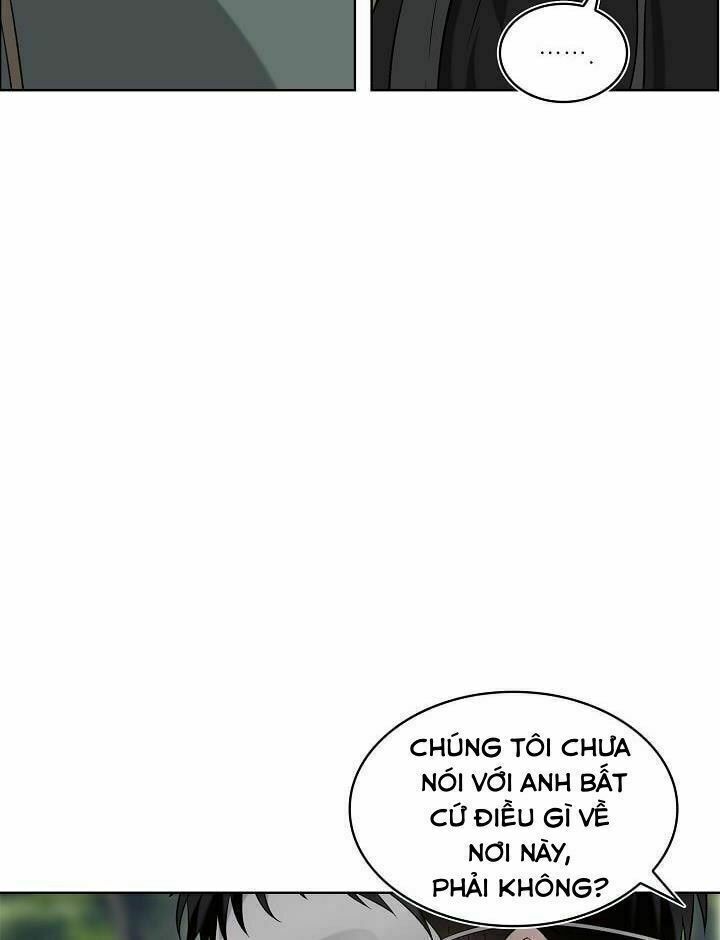 .......
CHÚNG TÔI CHƯA
NÓI VỚI ANH BẤT
CỨ ĐIỀU GÌ VỀ
NƠI NÀY,
PHẢI KHÔNG?